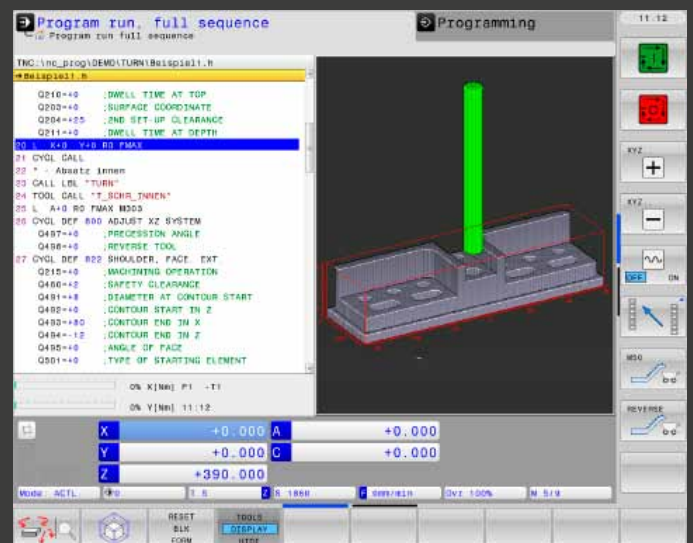 Program run, full sequence
Programming
11:12
Program run full sequence
TNC:\nc_prog\DEMO\TURN\Beispiel1.h
→Beispiel1.h
Q210=+0 ;DWELL TIME AT TOP
Q203=+0 ;SURFACE COORDINATE
Q204=+25 ;2ND SET-UP CLEARANCE
Q211=+0 ;DWELL TIME AT DEPTH
20 L X+0 Y+0 R0 FMAX
21 CYCL CALL
22 * - Absatz innen
23 CALL LBL "TURN"
24 TOOL CALL "T_SCHR_INNEN"
25 L A+0 R0 FMAX M303
26 CYCL DEF 800 ADJUST XZ SYSTEM
Q497=+0 ;PRECESSION ANGLE
Q498=+0 ;REVERSE TOOL
27 CYCL DEF 822 SHOULDER, FACE. EXT
Q215=+0 ;MACHINING OPERATION
Q460=+2 ;SAFETY CLEARANCE
Q491=+8 ;DIAMETER AT CONTOUR START
Q492=+0 ;CONTOUR START IN Z
Q493=+80 ;CONTOUR END IN X
Q494=-12 ;CONTOUR END IN Z
Q495=+0 ;ANGLE OF FACE
Q501=+0 ;TYPE OF STARTING ELEMENT
0% X[Nm] P1 -T1
0% Y[Nm] 11:12
X +0.000 A +0.000
Y +0.000 C +0.000
Z +390.000
Mode: ACTL. 0 T 5 Z S 1860 F 0mm/min Ovr 100% M 5/9
RESET
BLK
FORM
TOOLS
DISPLAY
HIDE
XYZ
+
XYZ
−
OFF ON
M50
REVERSE